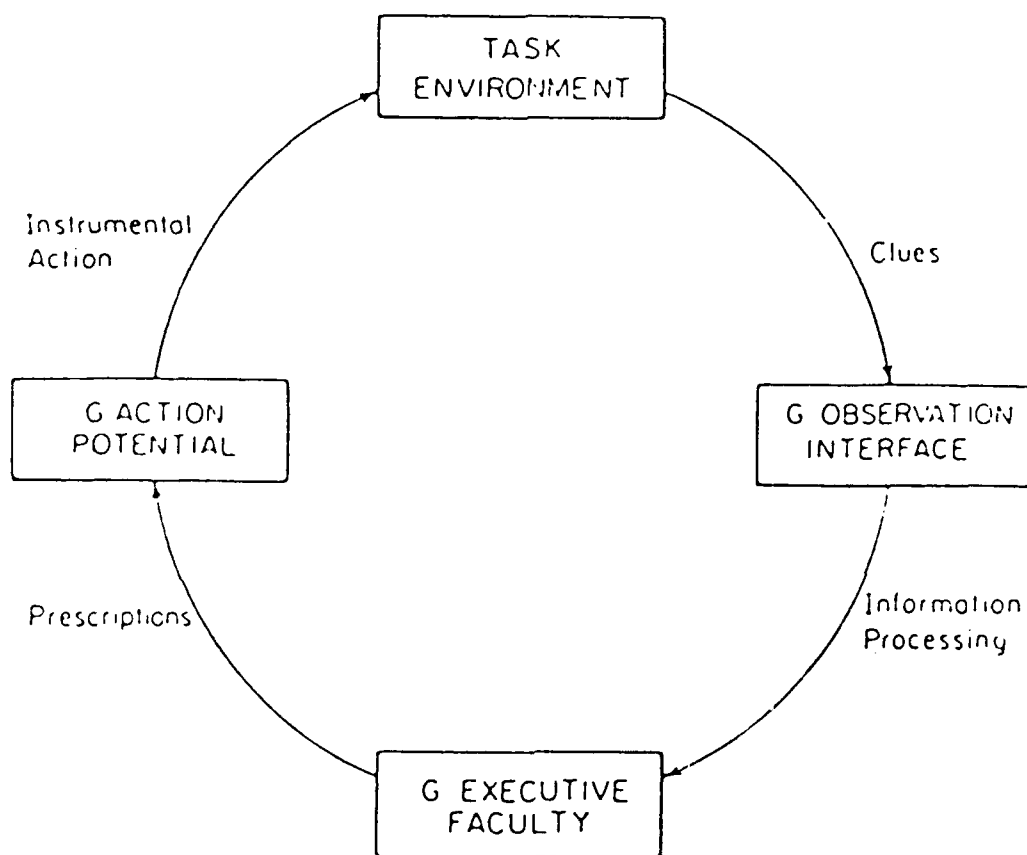 TASK
ENVIRONMENT
Instrumental
Action
Clues
G ACTION
POTENTIAL
G OBSERVATION
INTERFACE
Prescriptions
Information
Processing
G EXECUTIVE
FACULTY